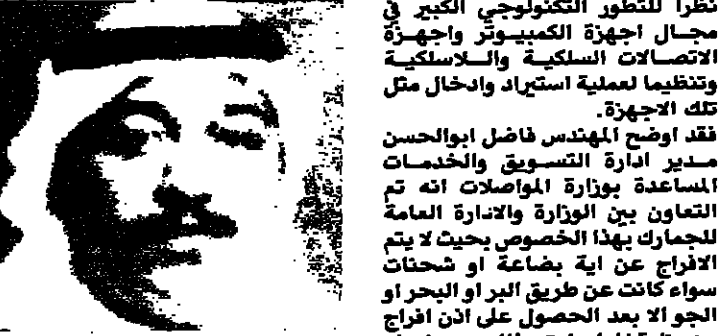 نظرا للتطور التكنولوجي الكبير في
مجال اجهزة الكمبيوتر واجهزة
الاتصالات السلكية واللاسلكية
وتنظيما لعملية استيراد وادخال مثل
تلك الاجهزة.
فقد اوضح المهندس فاضل ابوالحسن
مدير ادارة التسويق والخدمات
المساعدة بوزارة المواصلات انه تم
التعاون بين الوزارة والادارة العامة
للجمارك بهذا الخصوص بحيث لا يتم
الافراج عن اية بضاعة او شحنات
سواء كانت عن طريق البر او البحر او
الجو الا بعد الحصول على اذن افراج